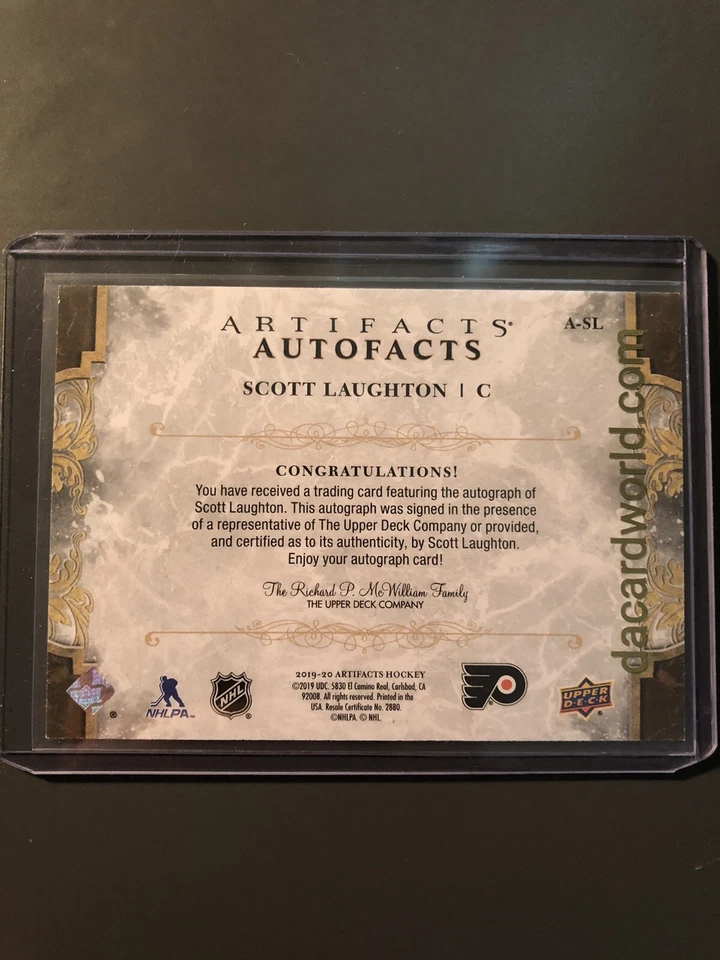 ARTIFACTS®
A-SL
AUTOFACTS
SCOTT LAUGHTON | C
CONGRATULATIONS!
You have received a trading card featuring the autograph of
Scott Laughton. This autograph was signed in the presence
of a representative of The Upper Deck Company or provided,
and certified as to its authenticity, by Scott Laughton.
Enjoy your autograph card!
The Richard P. McWilliam Family
THE UPPER DECK COMPANY
2019-20 ARTIFACTS HOCKEY
©2019 UDC. 5830 El Camino Real, Carlsbad, CA
92008. All rights reserved. Printed in the
USA. Resale Certificate No. 2880.
©NHLPA. © NHL.
®
NHLPA™
NHL®
UPPER
D·E·C·K®
dacardworld.com